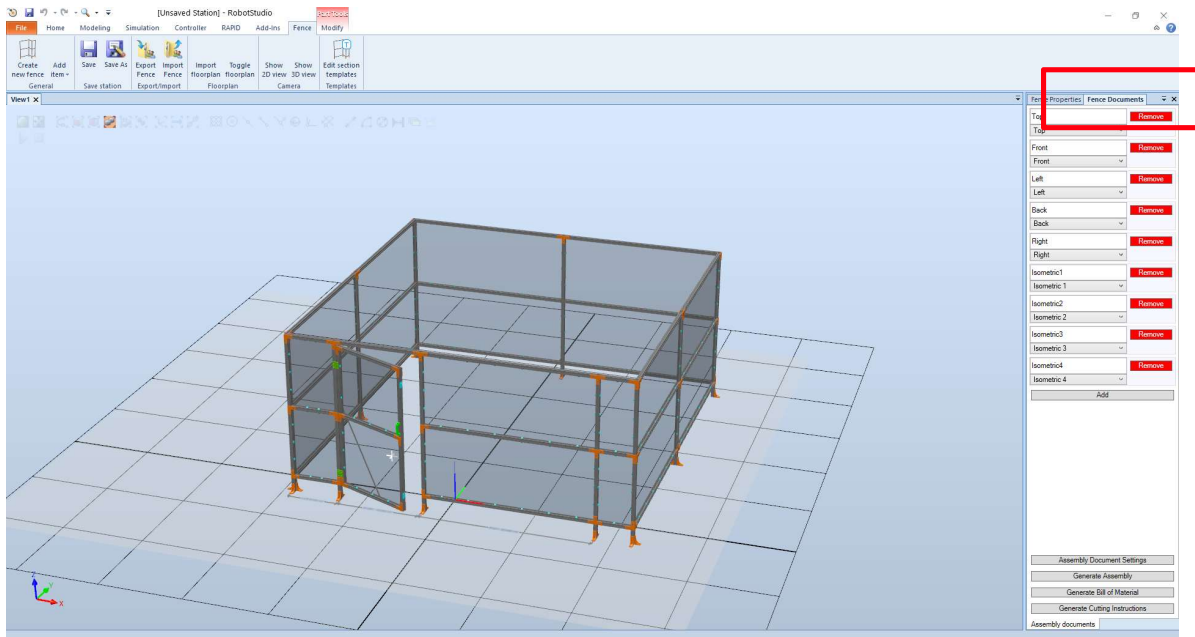 [Unsaved Station] - RobotStudio
File Home Modeling Simulation Controller RAPID Add-Ins Fence Modify
Create new fence
Add item
Save
Save As
Export Fence
Import Fence
Import floorplan
Toggle floorplan
Show 2D view
Show 3D view
Edit section templates
General Save station Export/Import Floorplan Camera Templates
View1 X
Fence Properties Fence Documents
Top Remove
Top
Front Remove
Front
Left Remove
Left
Back Remove
Back
Right Remove
Right
Isometric1 Remove
Isometric 1
Isometric2 Remove
Isometric 2
Isometric3 Remove
Isometric 3
Isometric4 Remove
Isometric 4
Add
Assembly Document Settings
Generate Assembly
Generate Bill of Material
Generate Cutting Instructions
Assembly documents
Z
Y
X